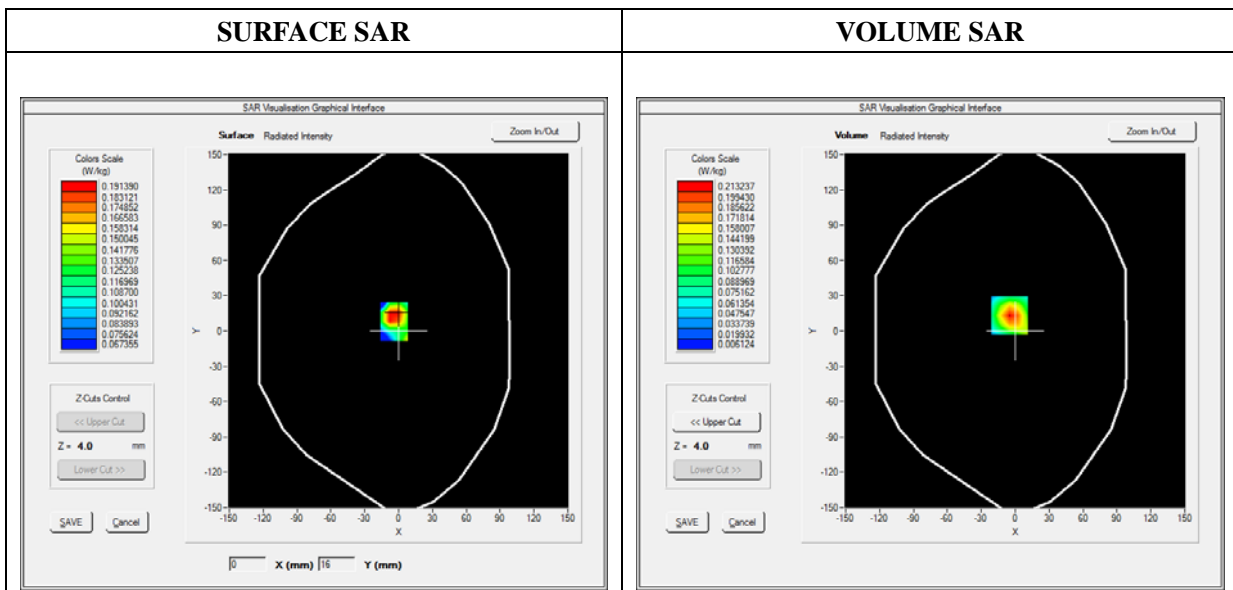 SURFACE SAR
VOLUME SAR
SAR Visualisation Graphical Interface
Surface Radiated Intensity
Zoom In/Out
Colors Scale
(W/kg)
0.191390
0.183121
0.174852
0.166583
0.158314
0.150045
0.141776
0.133507
0.125238
0.116969
0.108700
0.100431
0.092162
0.083893
0.075624
0.067355
Z-Cuts Control
<< Upper Cut
Z = 4.0 mm
Lower Cut >>
SAVE Cancel
150
120
90
60
30
0
-30
-60
-90
-120
-150
Y
-150 -120 -90 -60 -30 0 30 60 90 120 150
X
0 X (mm) 16 Y (mm)
SAR Visualisation Graphical Interface
Volume Radiated Intensity
Zoom In/Out
Colors Scale
(W/kg)
0.213237
0.199430
0.185622
0.171814
0.158007
0.144199
0.130392
0.116584
0.102777
0.088969
0.075162
0.061354
0.047547
0.033739
0.019932
0.006124
Z-Cuts Control
<< Upper Cut
Z = 4.0 mm
Lower Cut >>
SAVE Cancel
150
120
90
60
30
0
-30
-60
-90
-120
-150
Y
-150 -120 -90 -60 -30 0 30 60 90 120 150
X